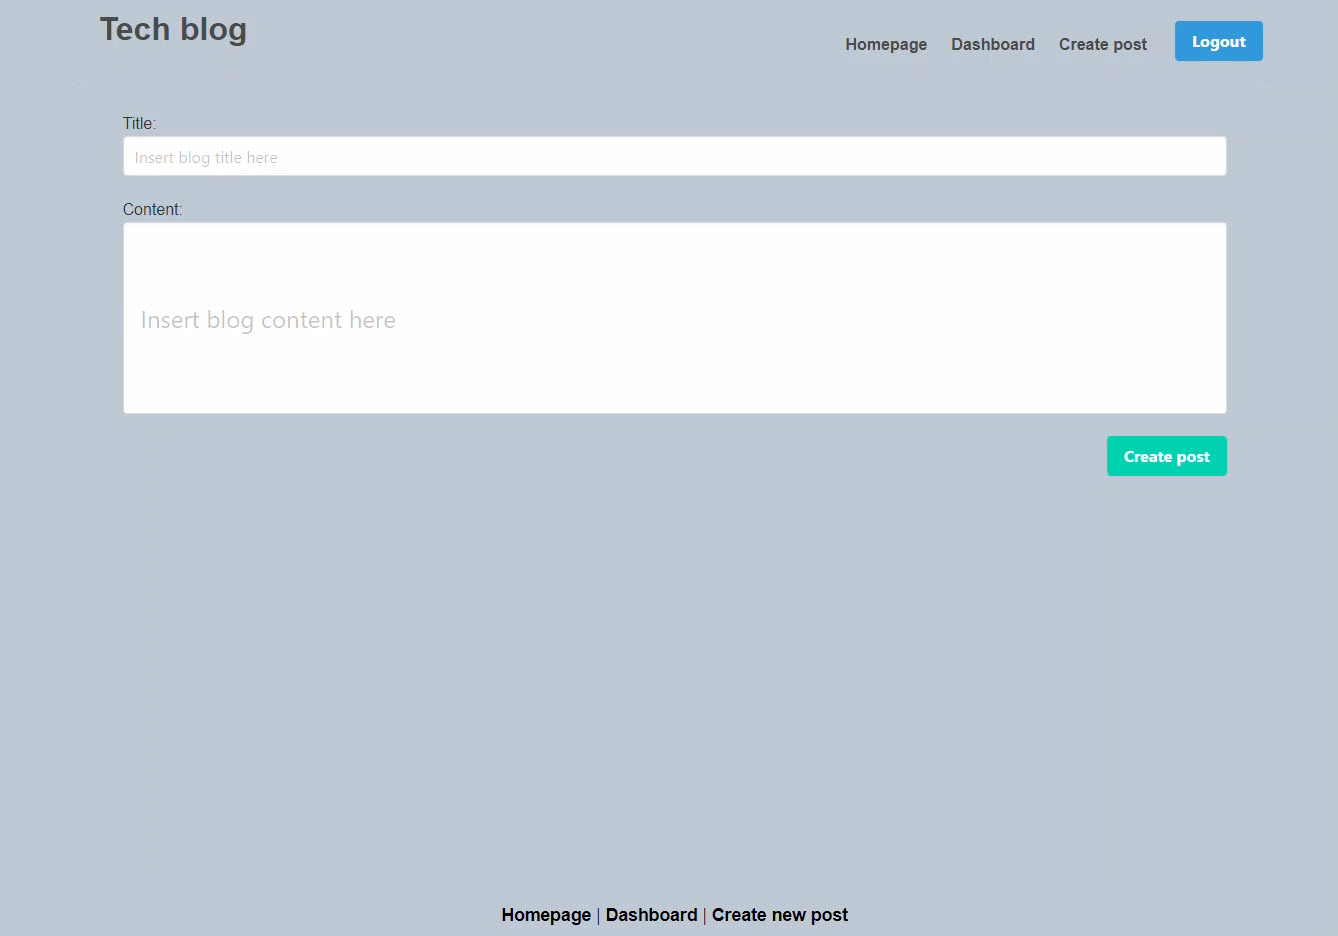 Tech blog
Homepage Dashboard Create post Logout
Title:
Insert blog title here
Content:
Insert blog content here
Create post
Homepage | Dashboard | Create new post